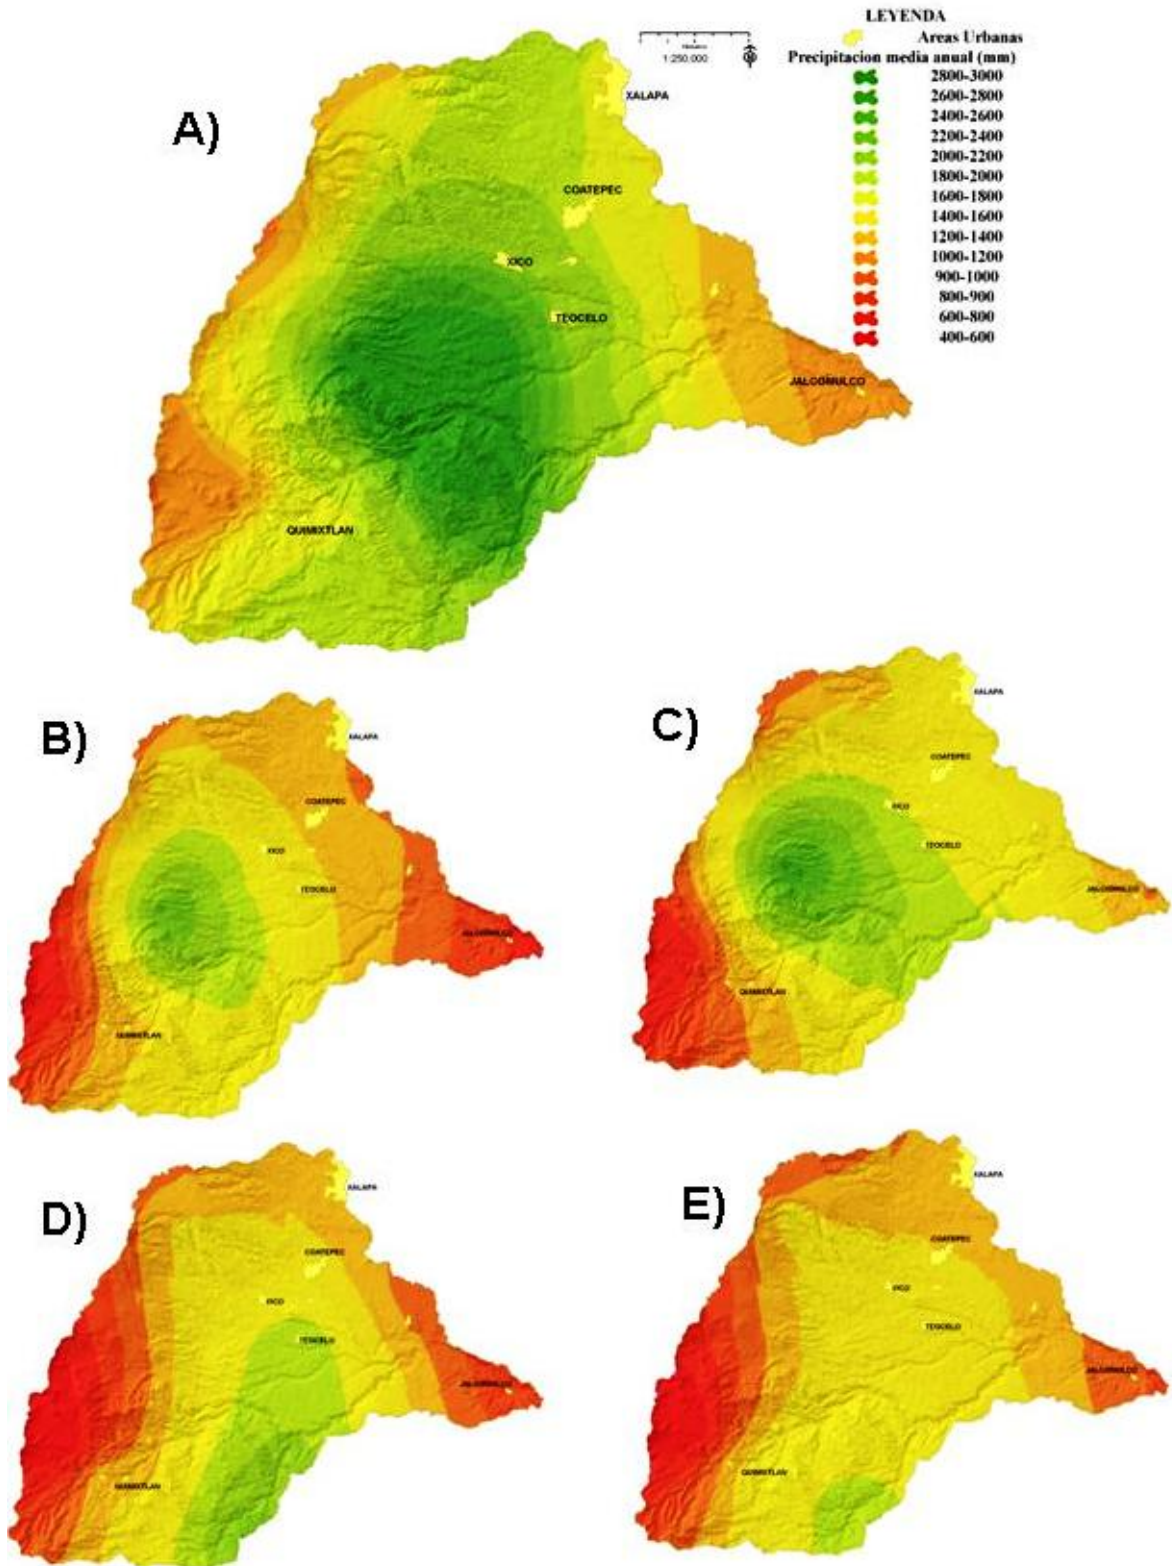 LEYENDA
Areas Urbanas
Precipitacion media anual (mm)
2800-3000
2600-2800
2400-2600
2200-2400
2000-2200
1800-2000
1600-1800
1400-1600
1200-1400
1000-1200
900-1000
800-900
600-800
400-600
1:250,000
A)
XALAPA
COATEPEC
XICO
TEOCELO
JALCOMULCO
QUIMIXTLAN
B)
XALAPA
COATEPEC
XICO
TEOCELO
JALCOMULCO
QUIMIXTLAN
C)
XALAPA
COATEPEC
XICO
TEOCELO
JALCOMULCO
QUIMIXTLAN
D)
XALAPA
COATEPEC
XICO
TEOCELO
JALCOMULCO
QUIMIXTLAN
E)
XALAPA
COATEPEC
XICO
TEOCELO
JALCOMULCO
QUIMIXTLAN